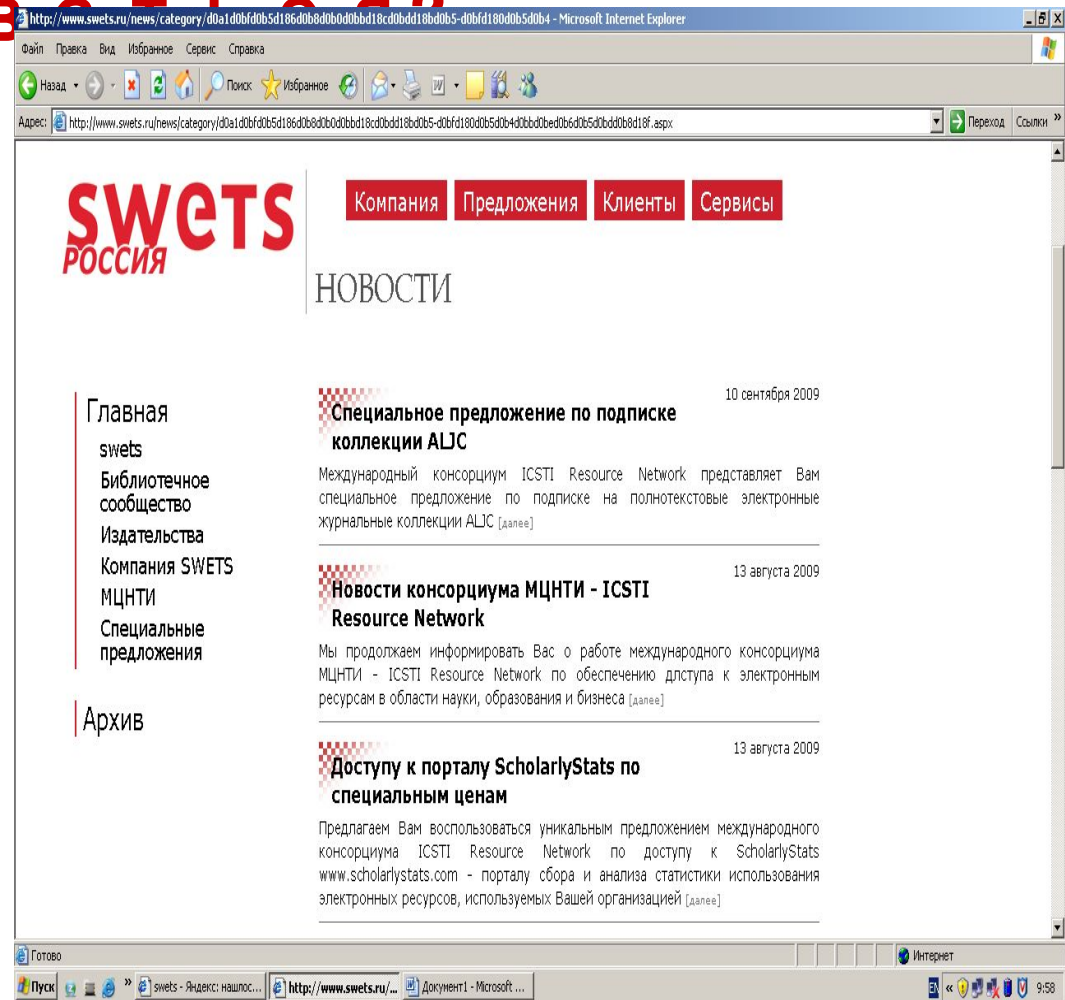 http://www.swets.ru/news/category/d0a1d0bfd0b5d186d0b8d0b0d0bbd18cd0bdd18bd0b5-d0bfd180d0b5d0b4 - Microsoft Internet Explorer
Файл Правка Вид Избранное Сервис Справка
Назад Поиск Избранное
Адрес: http://www.swets.ru/news/category/d0a1d0bfd0b5d186d0b8d0b0d0bbd18cd0bdd18bd0b5-d0bfd180d0b5d0b4d0bbd0bed0b6d0b5d0bdd0b8d18f.aspx Переход Ссылки »
swets
РОССИЯ
Компания Предложения Клиенты Сервисы
НОВОСТИ
Главная
swets
Библиотечное
сообщество
Издательства
Компания SWETS
МЦНТИ
Специальные
предложения
Архив
10 сентября 2009
Специальное предложение по подписке
коллекции ALJC
Международный консорциум ICSTI Resource Network представляет Вам
специальное предложение по подписке на полнотекстовые электронные
журнальные коллекции ALJC [далее]
13 августа 2009
Новости консорциума МЦНТИ - ICSTI
Resource Network
Мы продолжаем информировать Вас о работе международного консорциума
МЦНТИ - ICSTI Resource Network по обеспечению длступа к электронным
ресурсам в области науки, образования и бизнеса [далее]
13 августа 2009
Доступу к порталу ScholarlyStats по
специальным ценам
Предлагаем Вам воспользоваться уникальным предложением международного
консорциума ICSTI Resource Network по доступу к ScholarlyStats
www.scholarlystats.com - порталу сбора и анализа статистики использования
электронных ресурсов, используемых Вашей организацией [далее]
Готово Интернет
Пуск » swets - Яндекс: нашлос... http://www.swets.ru/... Документ1 - Microsoft ... EN « 9:58